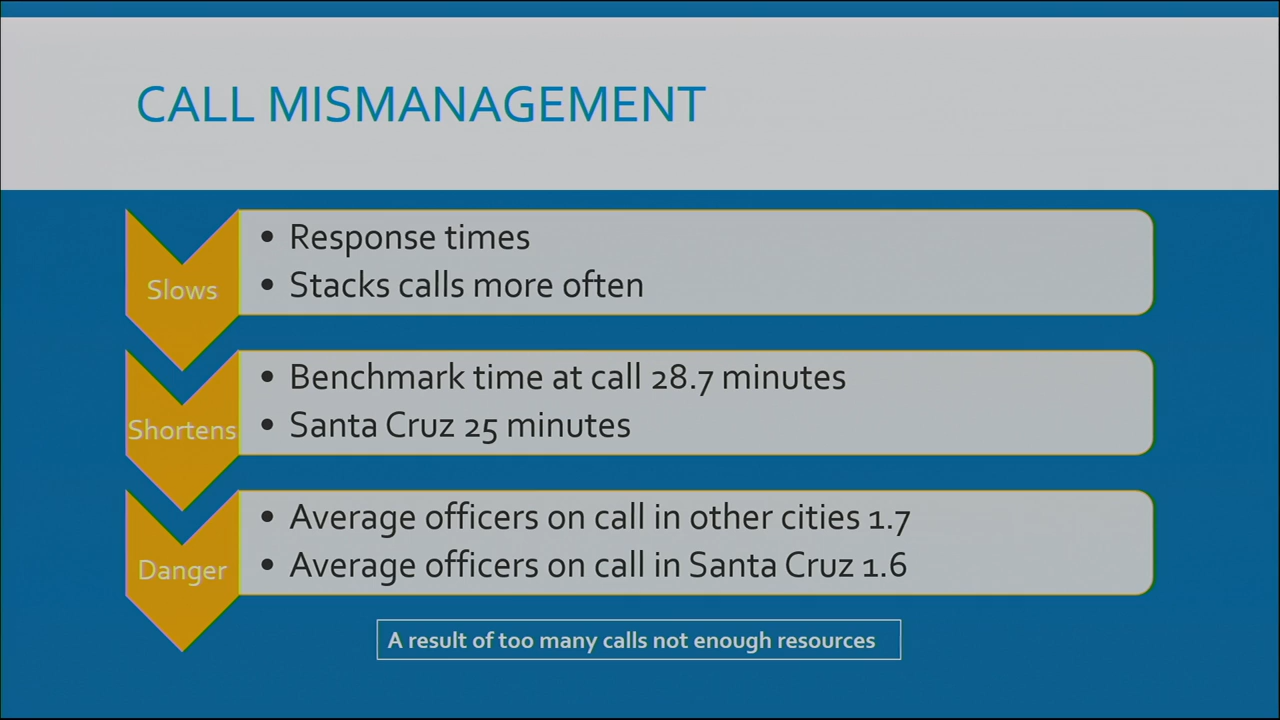 CALL MISMANAGEMENT
Slows
• Response times
• Stacks calls more often
Shortens
• Benchmark time at call 28.7 minutes
• Santa Cruz 25 minutes
Danger
• Average officers on call in other cities 1.7
• Average officers on call in Santa Cruz 1.6
A result of too many calls not enough resources